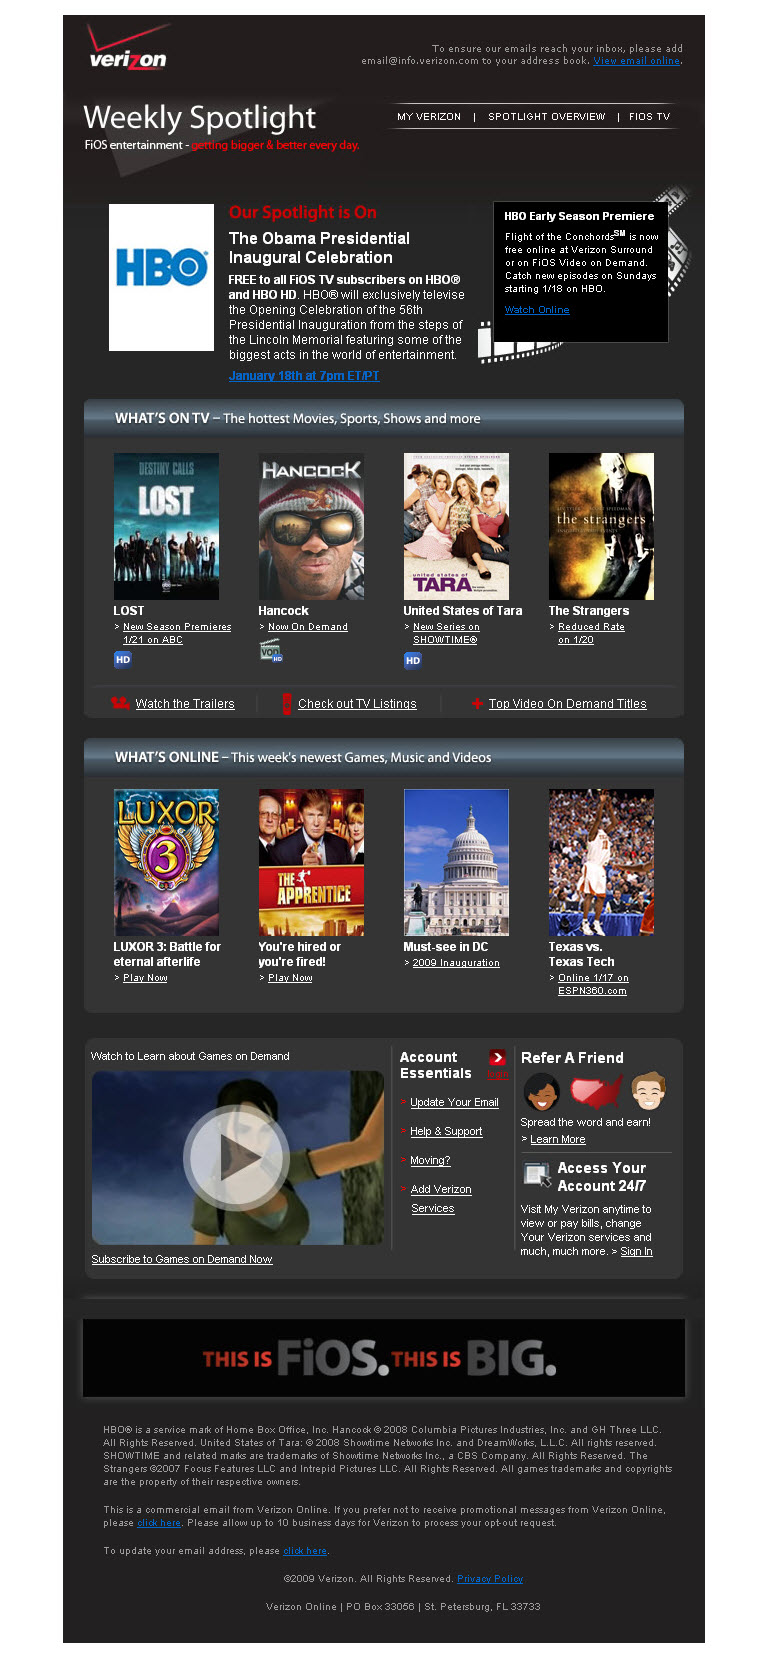 verizon
To ensure our emails reach your inbox, please add
email@info.verizon.com to your address book. View email online.
Weekly Spotlight
FiOS entertainment - getting bigger & better every day.
MY VERIZON | SPOTLIGHT OVERVIEW | FIOS TV
HBO®
Our Spotlight is On
The Obama Presidential
Inaugural Celebration
FREE to all FiOS TV subscribers on HBO®
and HBO HD. HBO® will exclusively televise
the Opening Celebration of the 56th
Presidential Inauguration from the steps of
the Lincoln Memorial featuring some of the
biggest acts in the world of entertainment.
January 18th at 7pm ET/PT
HBO Early Season Premiere
Flight of the Conchords℠ is now
free online at Verizon Surround
or on FiOS Video on Demand.
Catch new episodes on Sundays
starting 1/18 on HBO.
Watch Online
WHAT'S ON TV – The hottest Movies, Sports, Shows and more
DESTINY CALLS
LOST
HANCOCK
united states of
TARA
the strangers
LOST
> New Season Premieres
1/21 on ABC
HD
Hancock
> Now On Demand
VOD HD
United States of Tara
> New Series on
SHOWTIME®
HD
The Strangers
> Reduced Rate
on 1/20
Watch the Trailers
Check out TV Listings
Top Video On Demand Titles
WHAT'S ONLINE – This week's newest Games, Music and Videos
LUXOR
3
THE
APPRENTICE
LUXOR 3: Battle for
eternal afterlife
> Play Now
You're hired or
you're fired!
> Play Now
Must-see in DC
> 2009 Inauguration
Texas vs.
Texas Tech
> Online 1/17 on
ESPN360.com
Watch to Learn about Games on Demand
Subscribe to Games on Demand Now
Account
Essentials
> Update Your Email
> Help & Support
> Moving?
> Add Verizon
Services
Refer A Friend
Spread the word and earn!
> Learn More
Access Your
Account 24/7
Visit My Verizon anytime to
view or pay bills, change
Your Verizon services and
much, much more. > Sign In
THIS IS FiOS. THIS IS BIG.
HBO® is a service mark of Home Box Office, Inc. Hancock © 2008 Columbia Pictures Industries, Inc. and GH Three LLC.
All Rights Reserved. United States of Tara: © 2008 Showtime Networks Inc. and DreamWorks, L.L.C. All rights reserved.
SHOWTIME and related marks are trademarks of Showtime Networks Inc., a CBS Company. All Rights Reserved. The
Strangers ©2007 Focus Features LLC and Intrepid Pictures LLC. All Rights Reserved. All games trademarks and copyrights
are the property of their respective owners.
This is a commercial email from Verizon Online. If you prefer not to receive promotional messages from Verizon Online,
please click here. Please allow up to 10 business days for Verizon to process your opt-out request.
To update your email address, please click here.
©2009 Verizon. All Rights Reserved. Privacy Policy
Verizon Online | PO Box 33056 | St. Petersburg, FL 33733